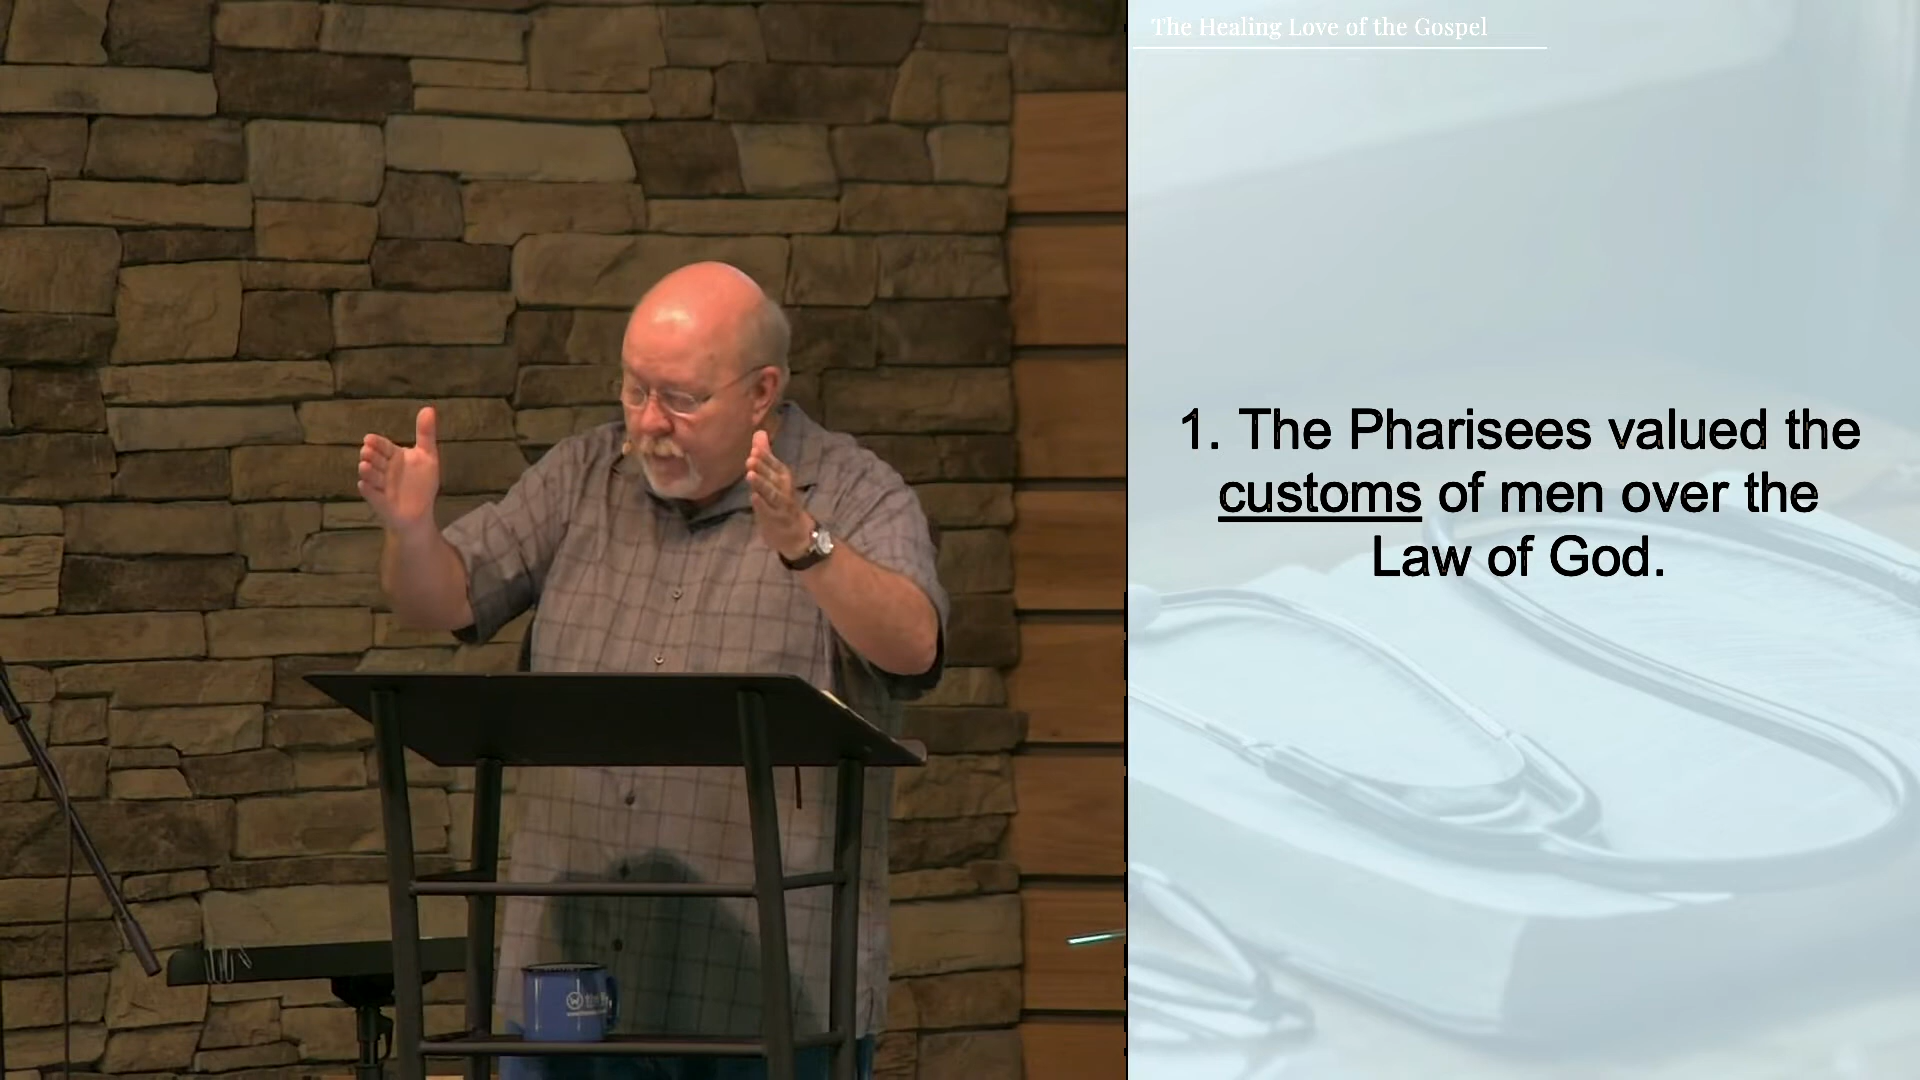 The Healing Love of the Gospel
1. The Pharisees valued the
customs of men over the
Law of God.